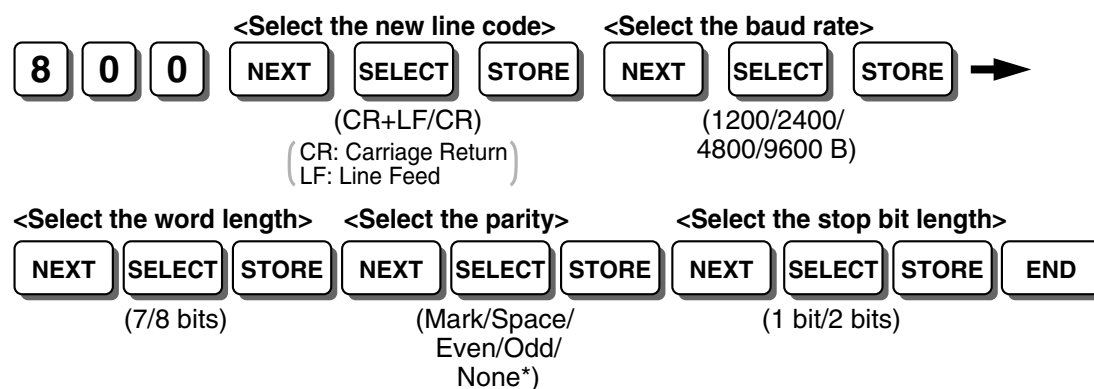 <Select the new line code> <Select the baud rate>
8 0 0 NEXT SELECT STORE NEXT SELECT STORE
(CR+LF/CR) (1200/2400/
CR: Carriage Return 4800/9600 B)
LF: Line Feed
<Select the word length> <Select the parity> <Select the stop bit length>
NEXT SELECT STORE NEXT SELECT STORE NEXT SELECT STORE END
(7/8 bits) (Mark/Space/ (1 bit/2 bits)
Even/Odd/
None*)